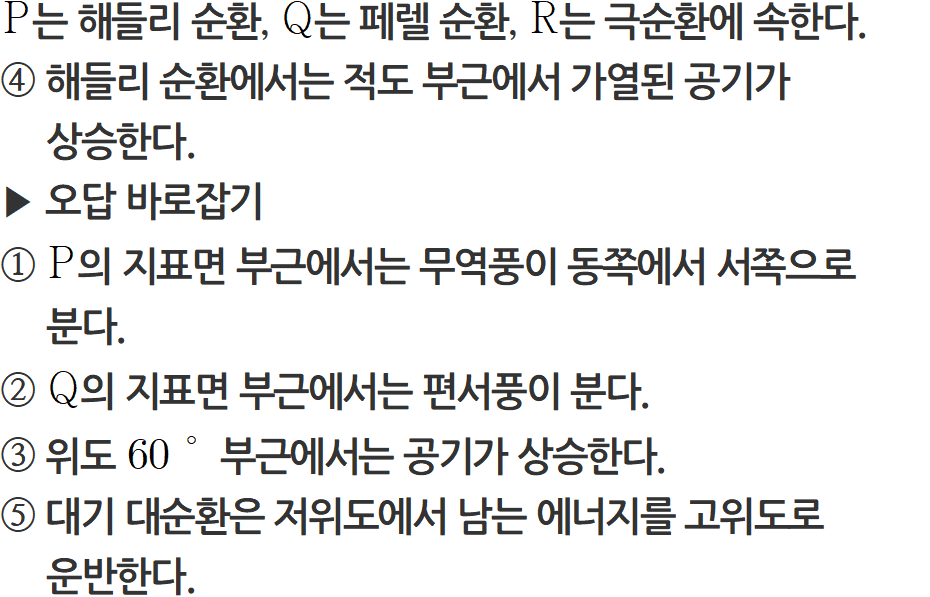 P는 해들리 순환, Q는 페렐 순환, R는 극순환에 속한다.
④ 해들리 순환에서는 적도 부근에서 가열된 공기가
상승한다.
▶ 오답 바로잡기
① P의 지표면 부근에서는 무역풍이 동쪽에서 서쪽으로
분다.
② Q의 지표면 부근에서는 편서풍이 분다.
③ 위도 60 ° 부근에서는 공기가 상승한다.
⑤ 대기 대순환은 저위도에서 남는 에너지를 고위도로
운반한다.